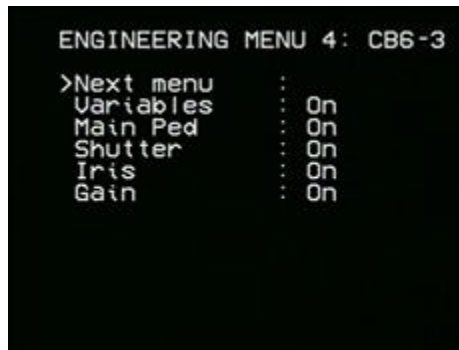 ENGINEERING MENU 4: CB6-3
>Next menu :
Variables : On
Main Ped : On
Shutter : On
Iris : On
Gain : On